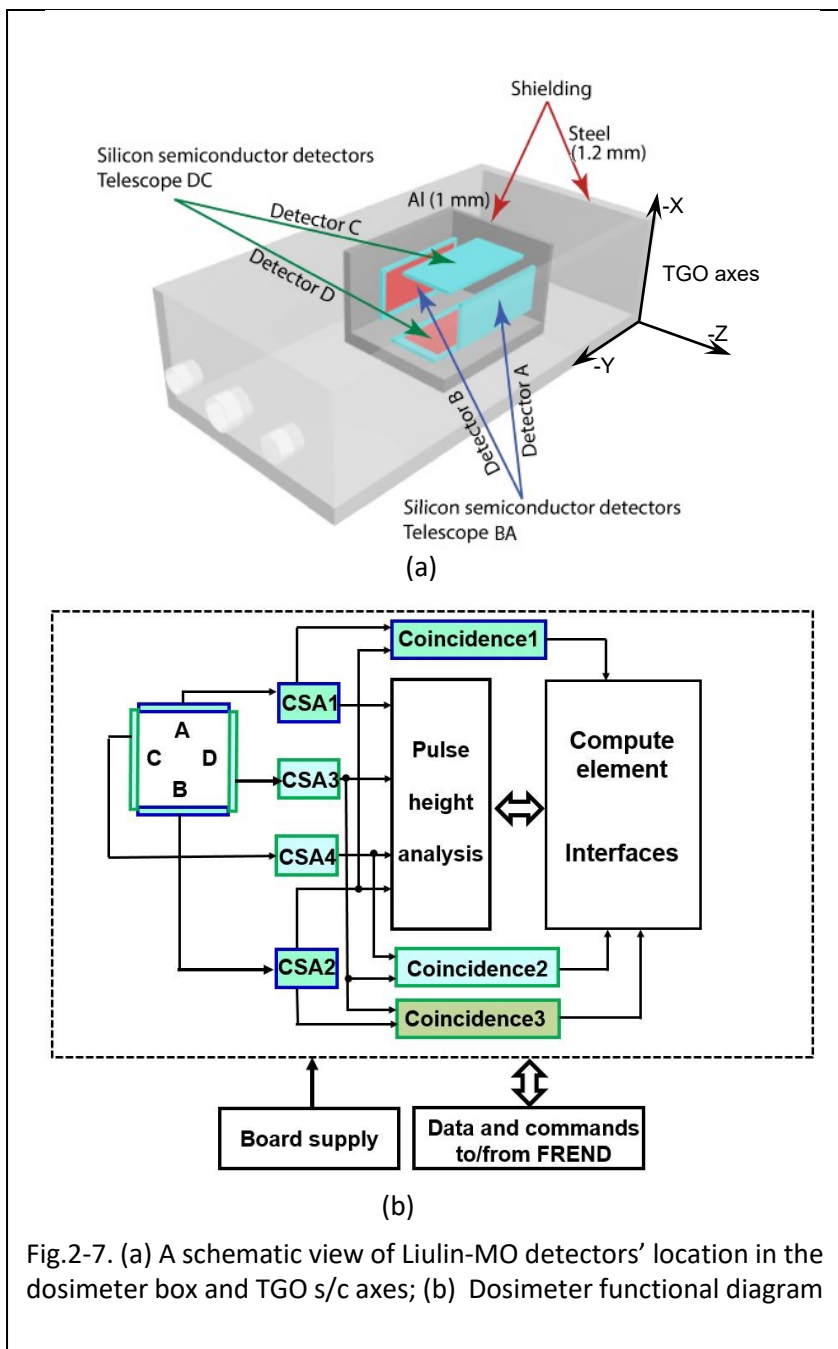 Shielding
Steel
(1.2 mm)
Silicon semiconductor detectors
Telescope DC
Al (1 mm)
-X
Detector C
Detector D
TGO axes
-Z
-Y
Detector B
Detector A
Silicon semiconductor detectors
Telescope BA
(a)
Coincidence1
CSA1
A
C D
B
Pulse
height
analysis
Compute
element
Interfaces
CSA3
CSA4
CSA2
Coincidence2
Coincidence3
Board supply
Data and commands
to/from FREND
(b)
Fig.2-7. (a) A schematic view of Liulin-MO detectors’ location in the
dosimeter box and TGO s/c axes; (b)  Dosimeter functional diagram